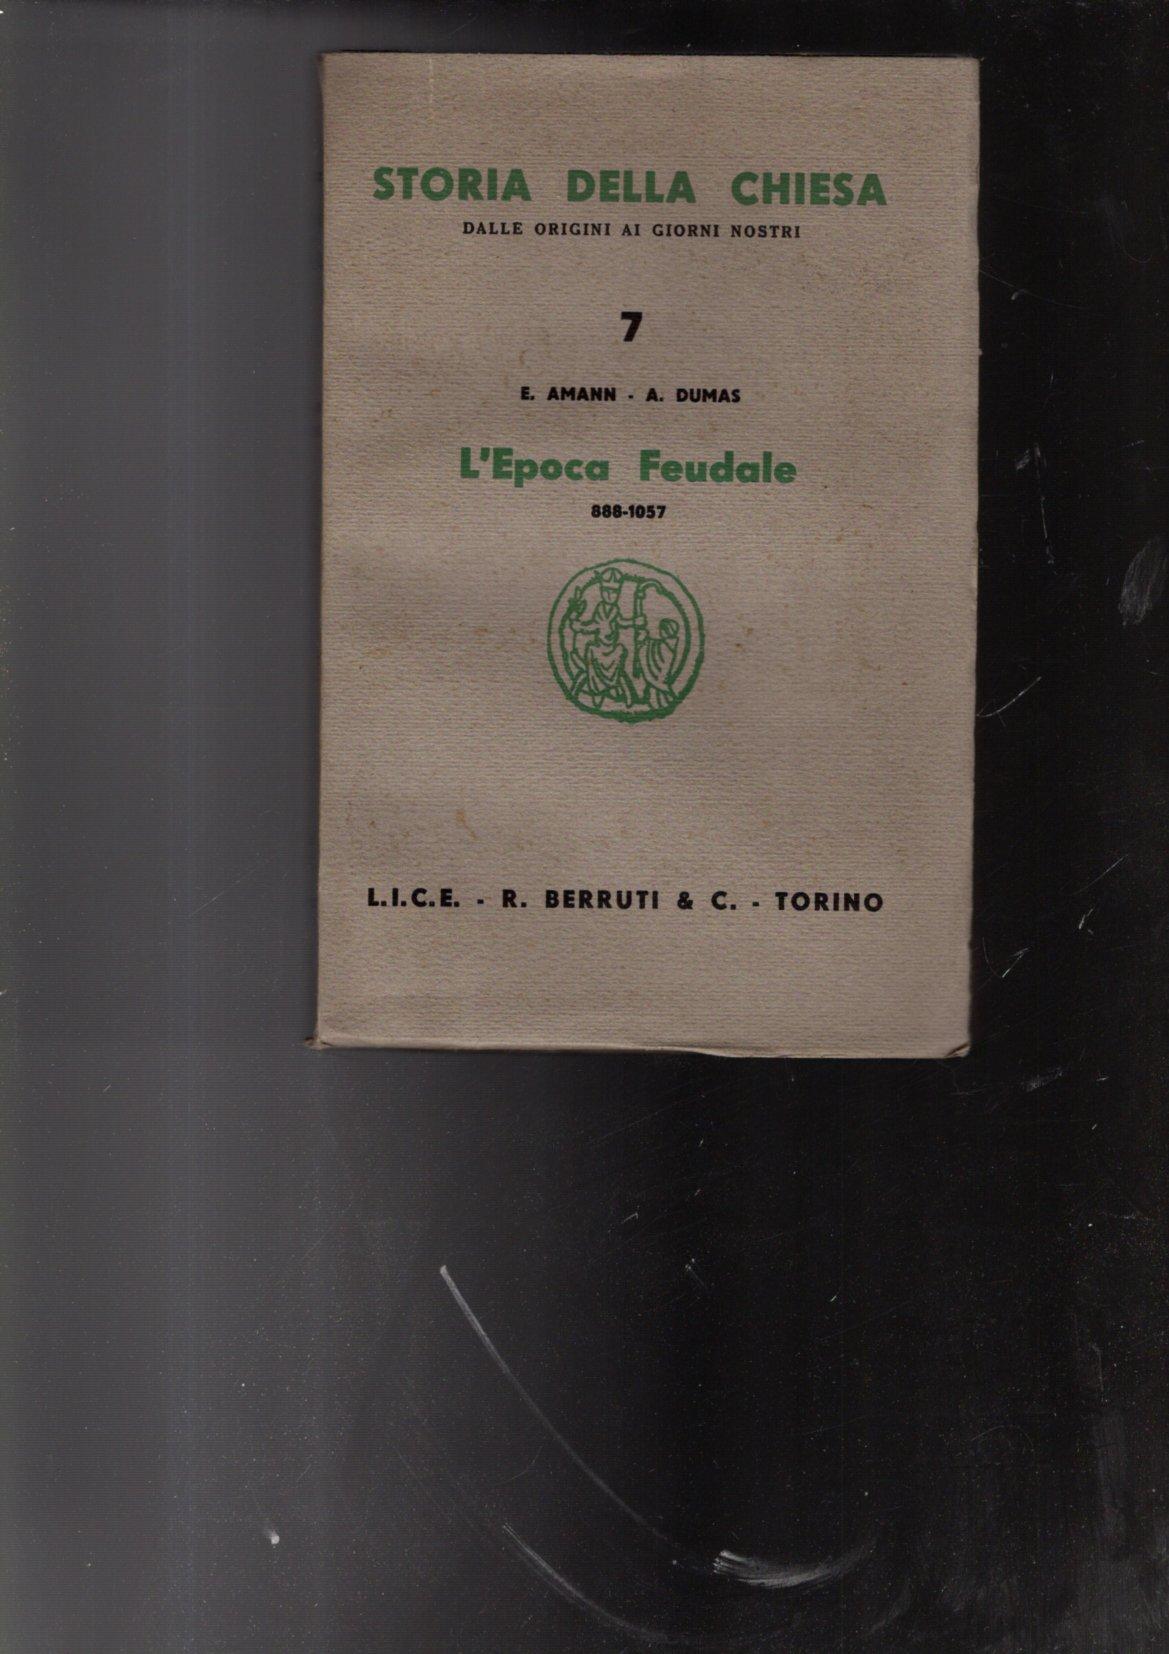 STORIA DELLA CHIESA
DALLE ORIGINI AI GIORNI NOSTRI
7
E. AMANN - A. DUMAS
L'Epoca Feudale
888-1057
L.I.C.E. - R. BERRUTI & C. - TORINO